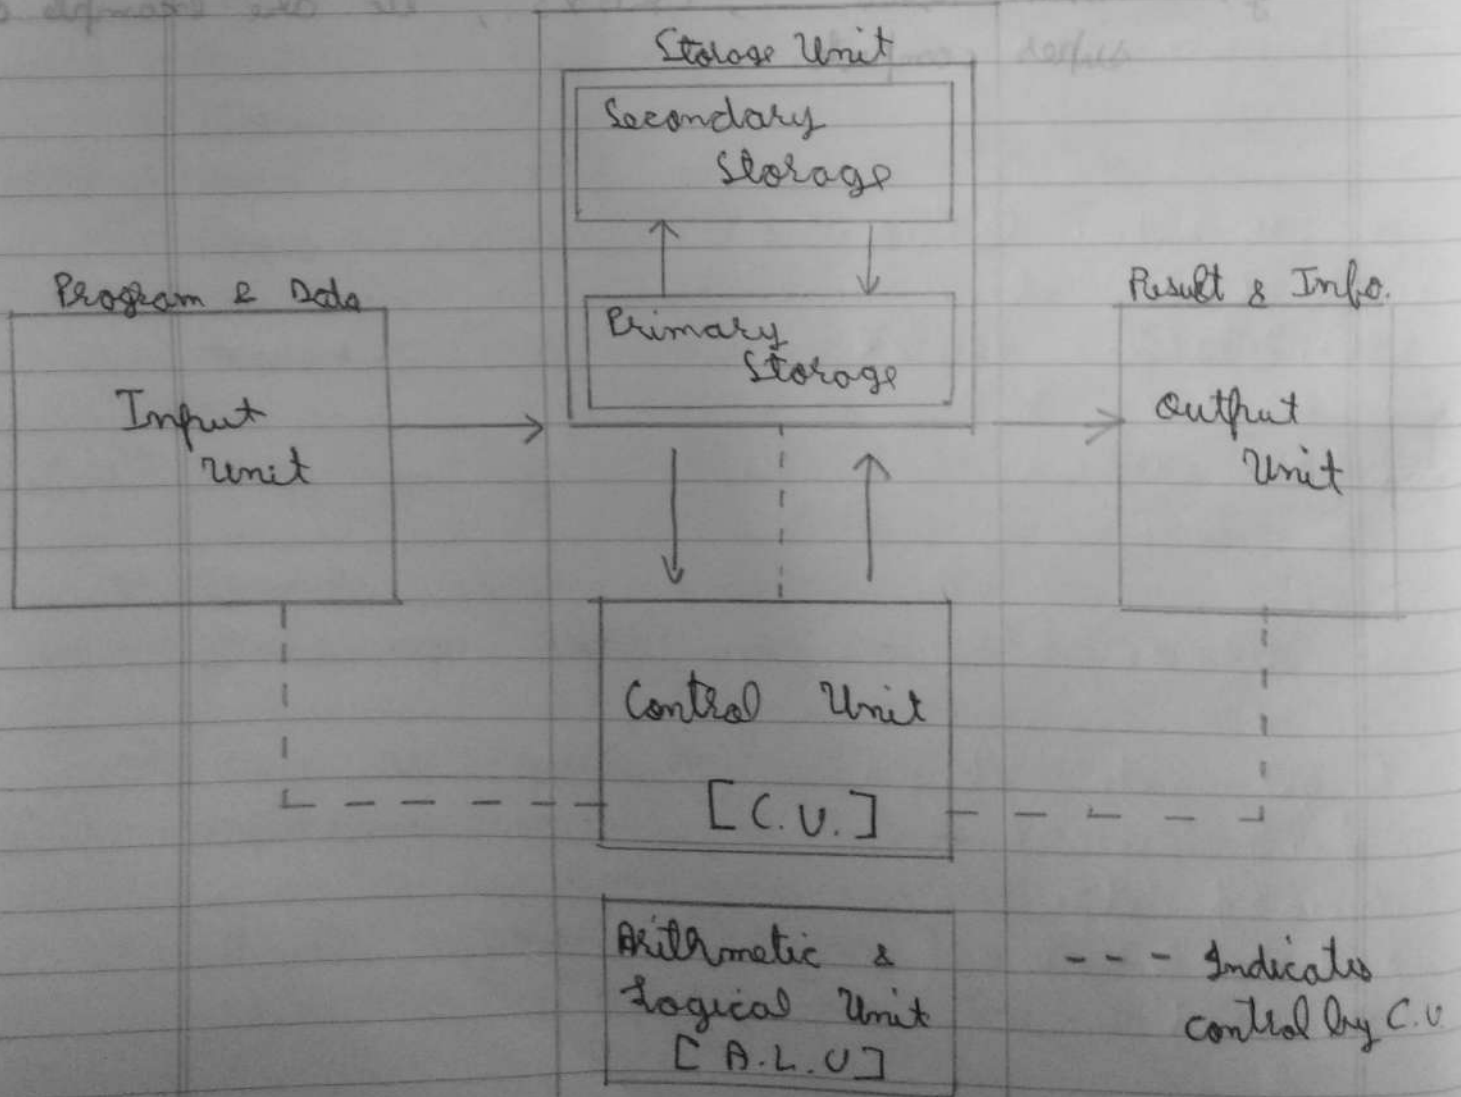 Storage Unit
Secondary
Storage
Program & Data
Result & Info.
Primary
Storage
Input
Unit
Output
Unit
Control Unit
[C.U.]
Arithmetic &
Logical Unit
[A.L.U]
--- Indicates
control by C.U